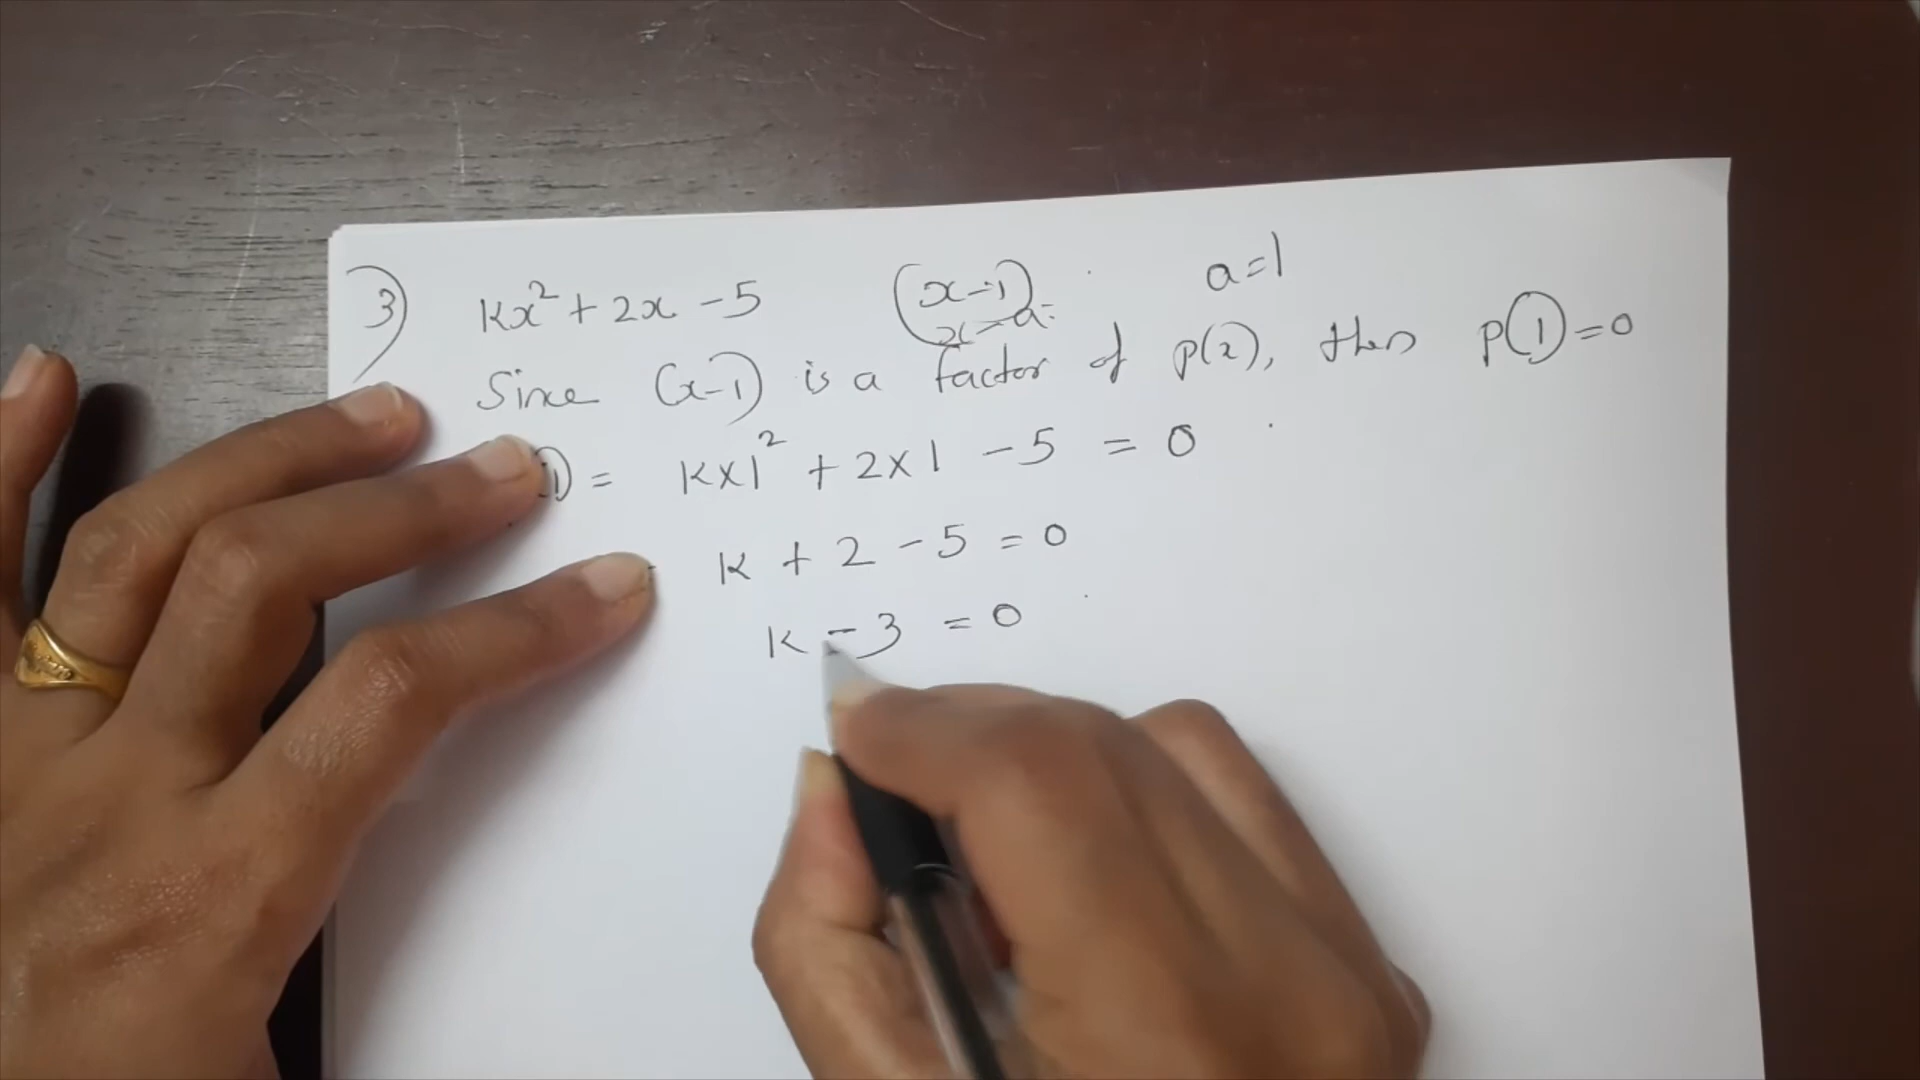 3) kx² + 2x - 5 (x-1) a=1
x-a
Since (x-1) is a factor of p(x), then p(1)=0
(1) = k×1² + 2×1 - 5 = 0
k + 2 - 5 = 0
k - 3 = 0